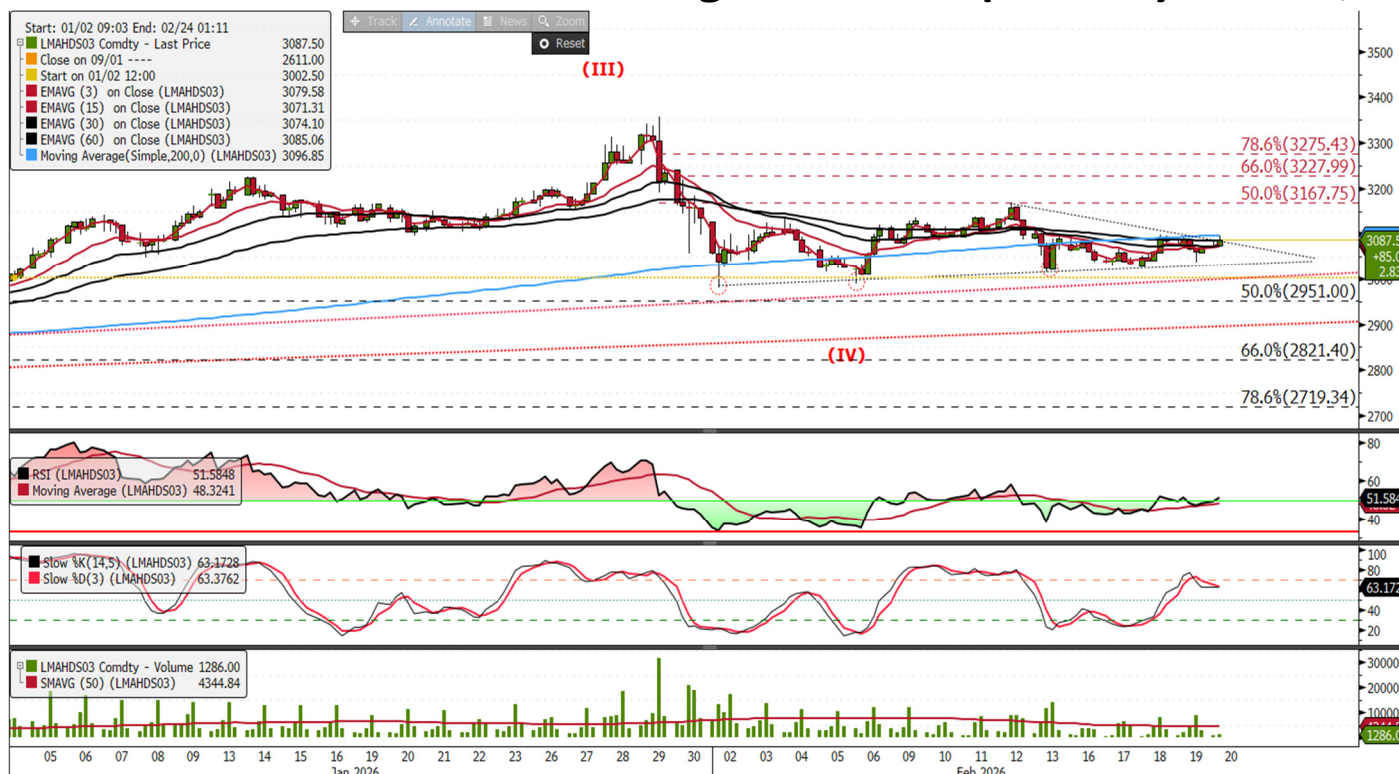 Start: 01/02 09:03 End: 02/24 01:11
LMAHDS03 Comdty - Last Price 3087.50
Close on 09/01 ---- 2611.00
Start on 01/02 12:00 3002.50
EMAVG (3) on Close (LMAHDS03) 3079.58
EMAVG (15) on Close (LMAHDS03) 3071.31
EMAVG (30) on Close (LMAHDS03) 3074.10
EMAVG (60) on Close (LMAHDS03) 3085.06
Moving Average(Simple,200,0) (LMAHDS03) 3096.85
Track Annotate News Zoom
Reset
(III)
3500
3400
3300
78.6%(3275.43)
66.0%(3227.99)
3200
50.0%(3167.75)
3087.5
+85.0
2.83
3000
50.0%(2951.00)
2900
(IV)
66.0%(2821.40)
2800
78.6%(2719.34)
2700
RSI (LMAHDS03) 51.5848
Moving Average (LMAHDS03) 48.3241
80
60
51.584
40
Slow %K(14,5) (LMAHDS03) 63.1728
Slow %D(3) (LMAHDS03) 63.3762
100
80
63.172
40
20
LMAHDS03 Comdty - Volume 1286.00
SMAVG (50) (LMAHDS03) 4344.84
30000
20000
10000
1286.0
05 06 07 08 09 13 14 15 16 19 20 21 22 23 26 27 28 29 30 02 03 04 05 06 09 10 11 12 13 16 17 18 19 20
Jan 2026 Feb 2026